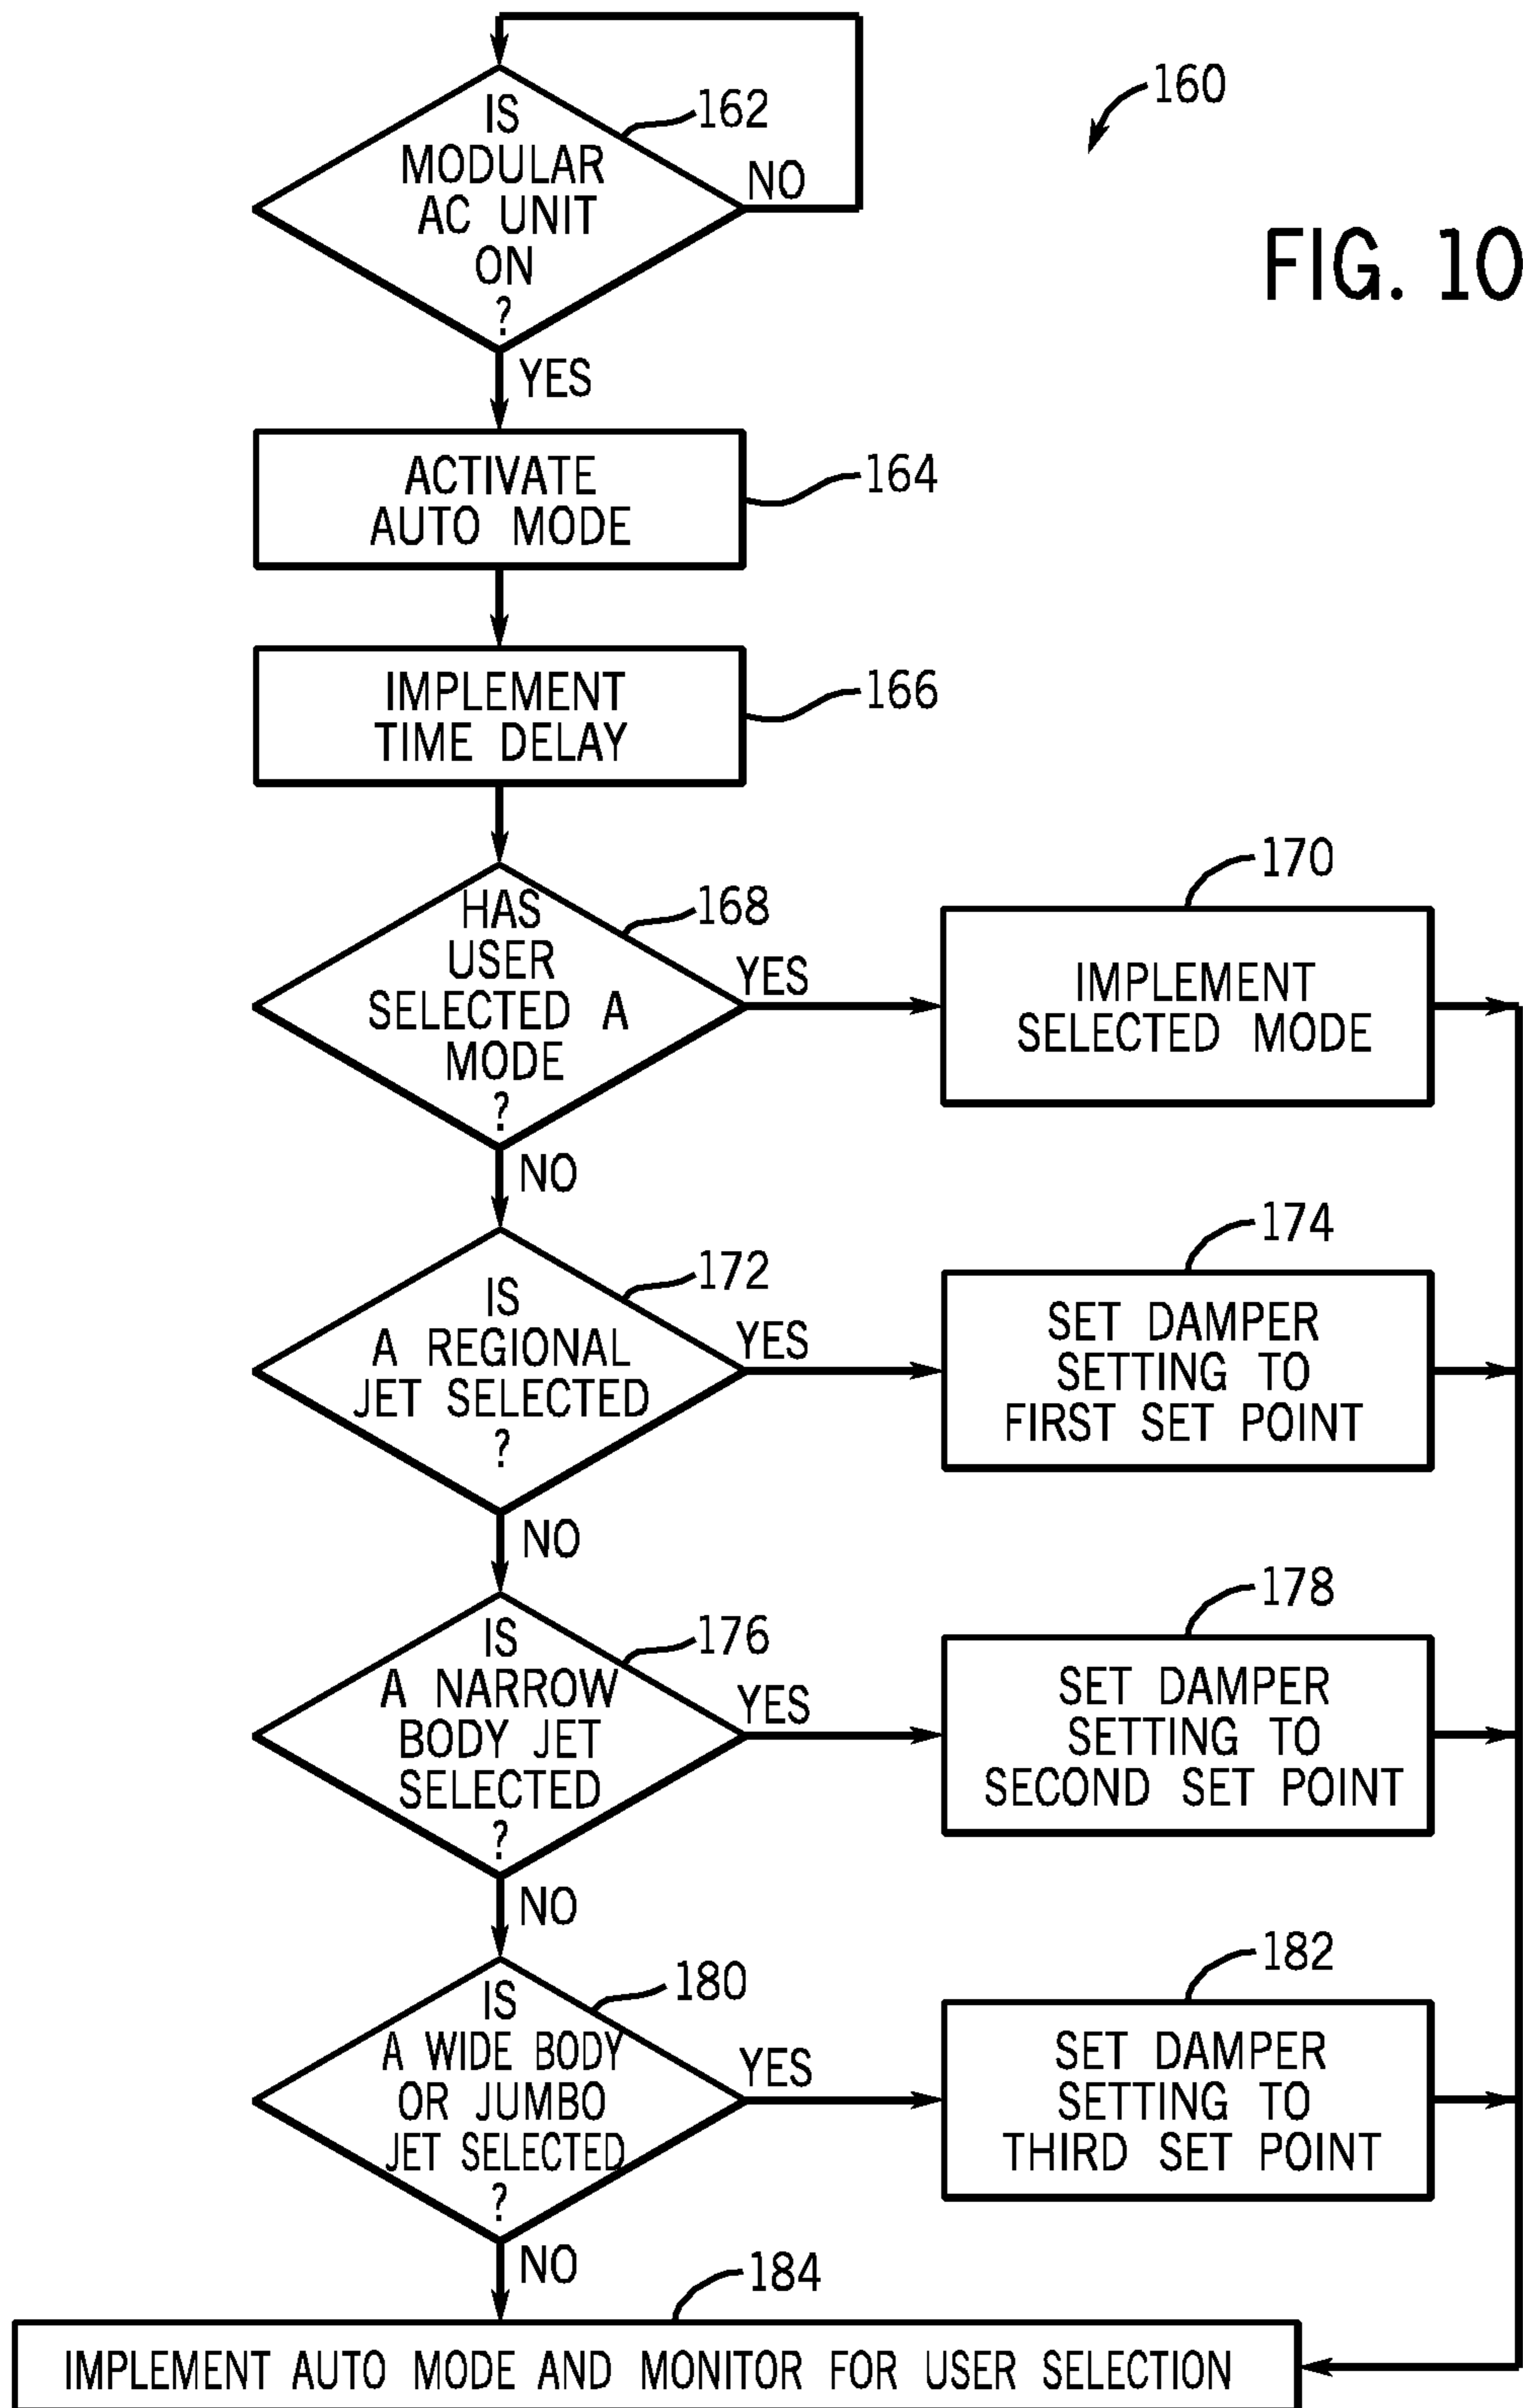 160
FIG. 10
IS
MODULAR
AC UNIT
ON
?
162
NO
YES
ACTIVATE
AUTO MODE
164
IMPLEMENT
TIME DELAY
166
HAS
USER
SELECTED A
MODE
?
168
YES
IMPLEMENT
SELECTED MODE
170
NO
IS
A REGIONAL
JET SELECTED
?
172
YES
SET DAMPER
SETTING TO
FIRST SET POINT
174
NO
IS
A NARROW
BODY JET
SELECTED
?
176
YES
SET DAMPER
SETTING TO
SECOND SET POINT
178
NO
IS
A WIDE BODY
OR JUMBO
JET SELECTED
?
180
YES
SET DAMPER
SETTING TO
THIRD SET POINT
182
NO
184
IMPLEMENT AUTO MODE AND MONITOR FOR USER SELECTION